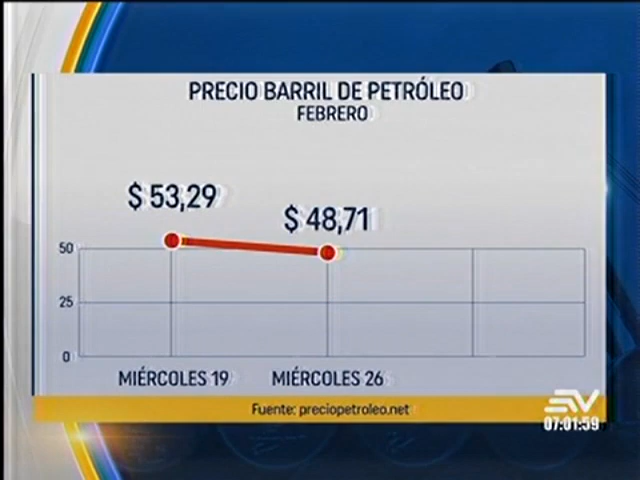 PRECIO BARRIL DE PETRÓLEO
FEBRERO
$ 53,29
$ 48,71
50
25
0
MIÉRCOLES 19
MIÉRCOLES 26
Fuente: preciopetroleo.net
07:01:59